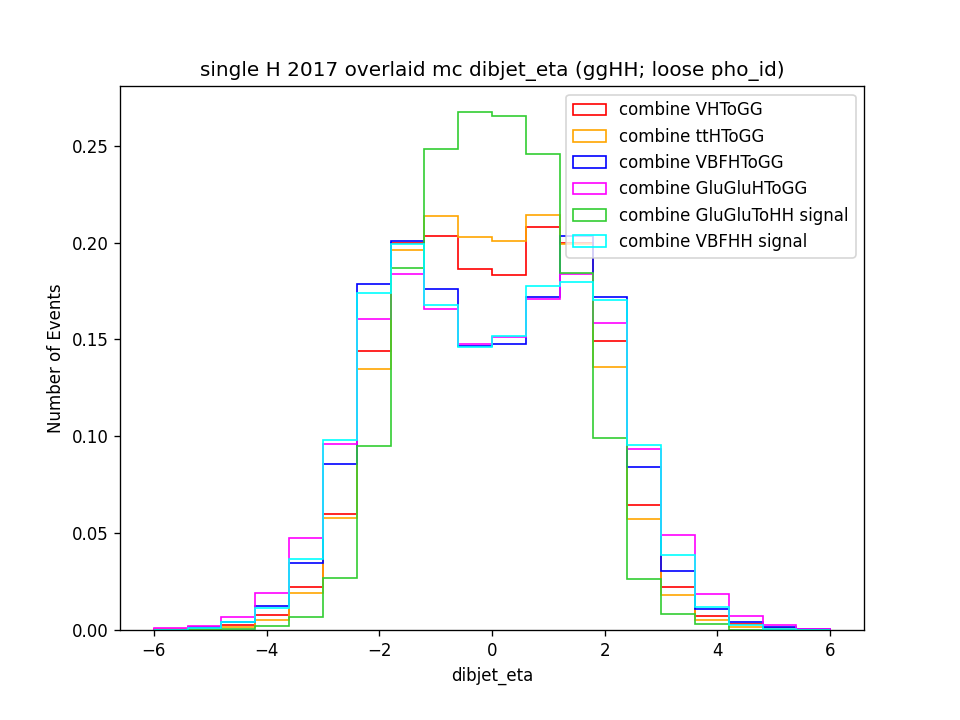 single H 2017 overlaid mc dibjet_eta (ggHH; loose pho_id)
combine VHToGG
combine ttHToGG
combine VBFHToGG
combine GluGluHToGG
combine GluGluToHH signal
combine VBFHH signal
Number of Events
0.25
0.20
0.15
0.10
0.05
0.00
−6
−4
−2
0
2
4
6
dibjet_eta